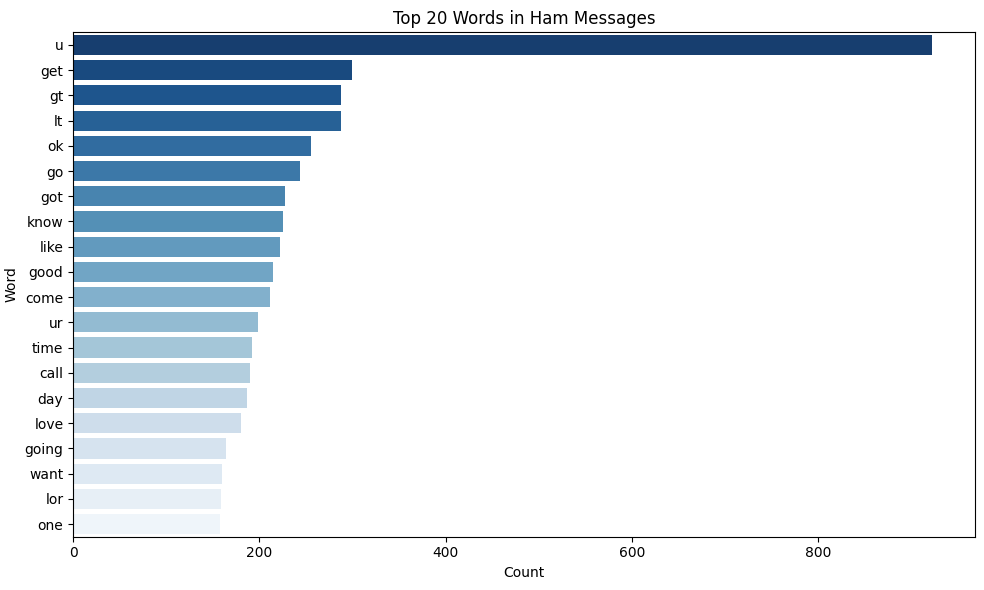 Top 20 Words in Ham Messages
Word
u
get
gt
lt
ok
go
got
know
like
good
come
ur
time
call
day
love
going
want
lor
one
0 200 400 600 800
Count